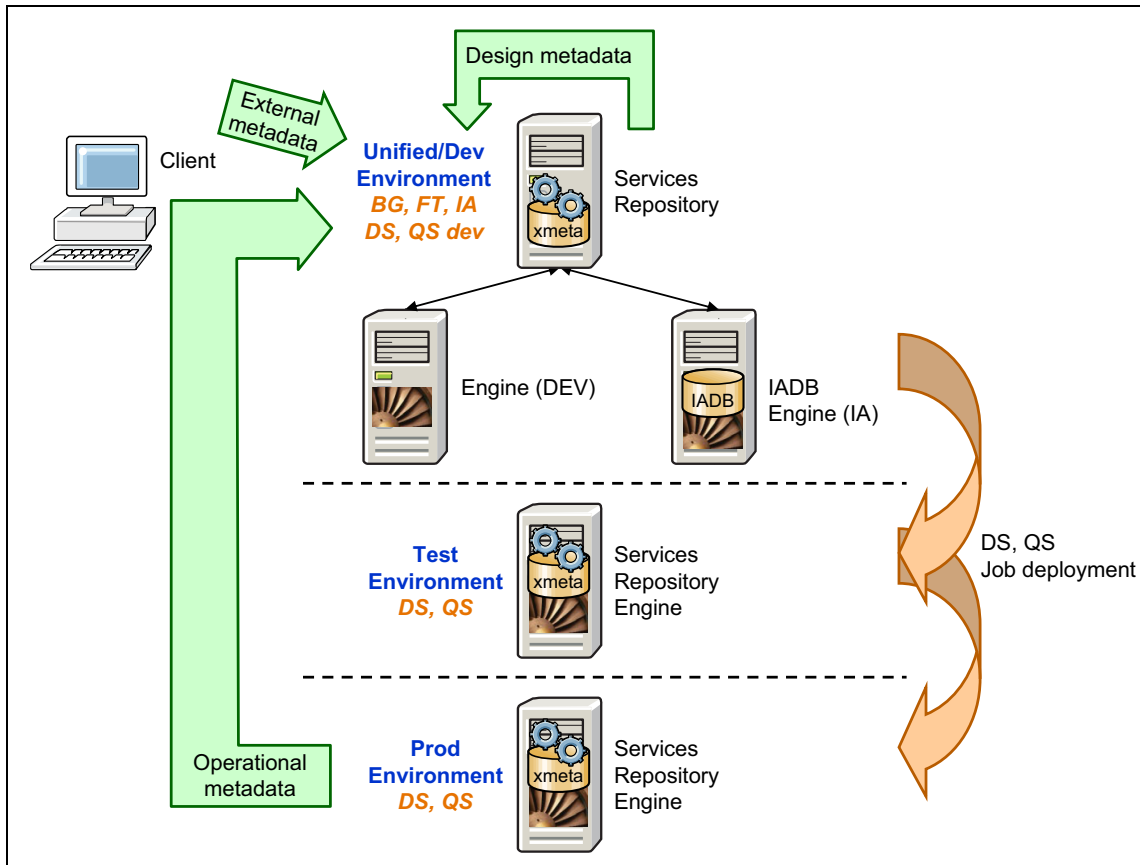 Design metadata
External
metadata
Client
Unified/Dev
Environment
BG, FT, IA
DS, QS dev
xmeta
Services
Repository
Engine (DEV)
IADB
IADB
Engine (IA)
Test
Environment
DS, QS
xmeta
Services
Repository
Engine
DS, QS
Job deployment
Operational
metadata
Prod
Environment
DS, QS
xmeta
Services
Repository
Engine